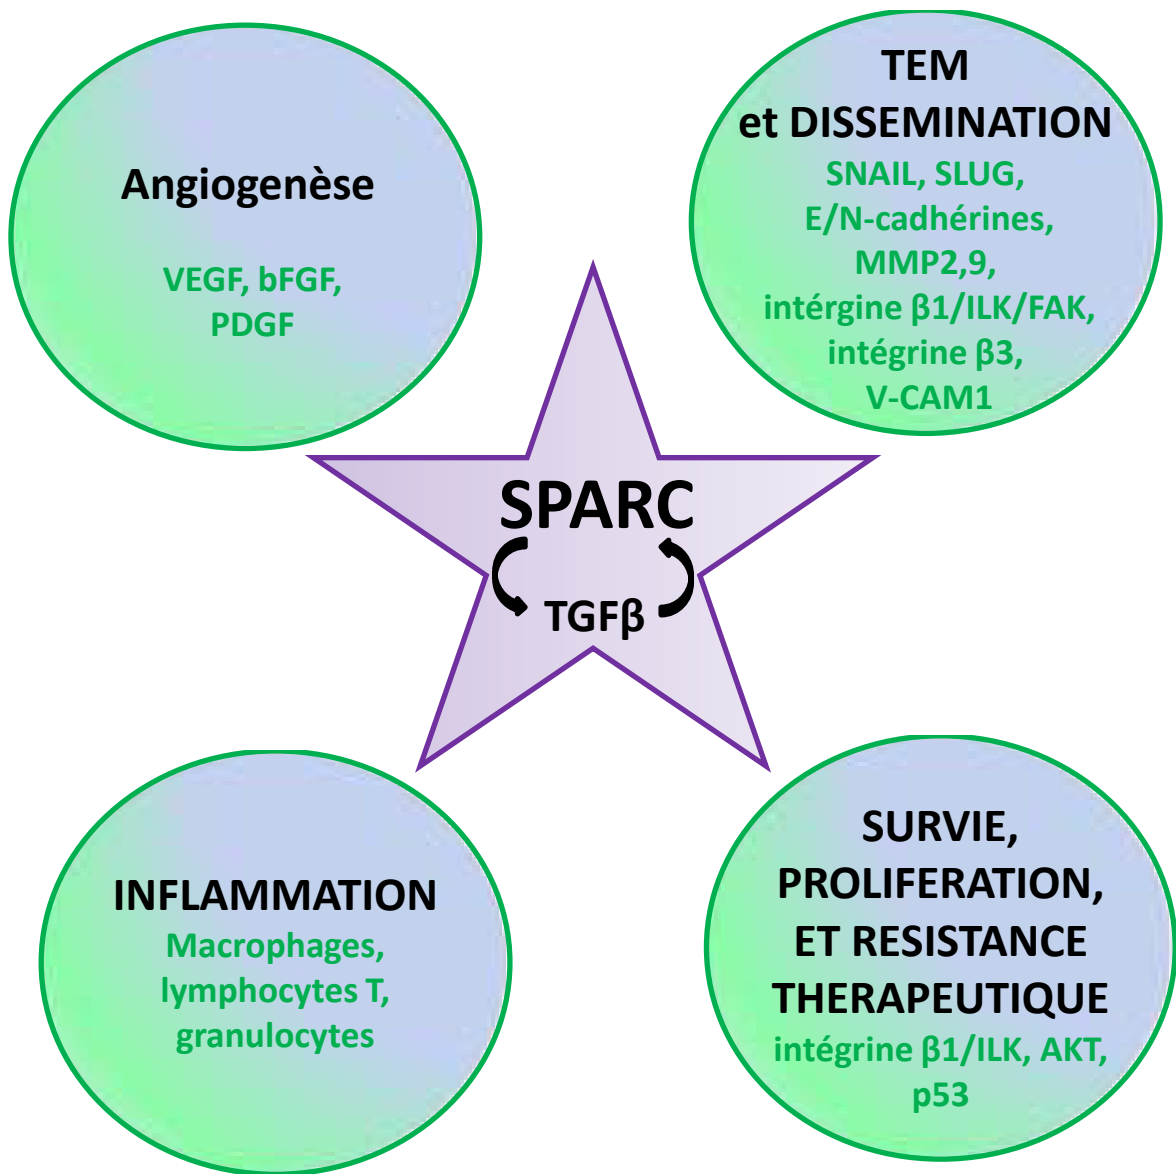 Angiogenèse
VEGF, bFGF,
PDGF
TEM
et DISSEMINATION
SNAIL, SLUG,
E/N-cadhérines,
MMP2,9,
intérgine β1/ILK/FAK,
intégrine β3,
V-CAM1
SPARC
TGFβ
INFLAMMATION
Macrophages,
lymphocytes T,
granulocytes
SURVIE,
PROLIFERATION,
ET RESISTANCE
THERAPEUTIQUE
intégrine β1/ILK, AKT,
p53